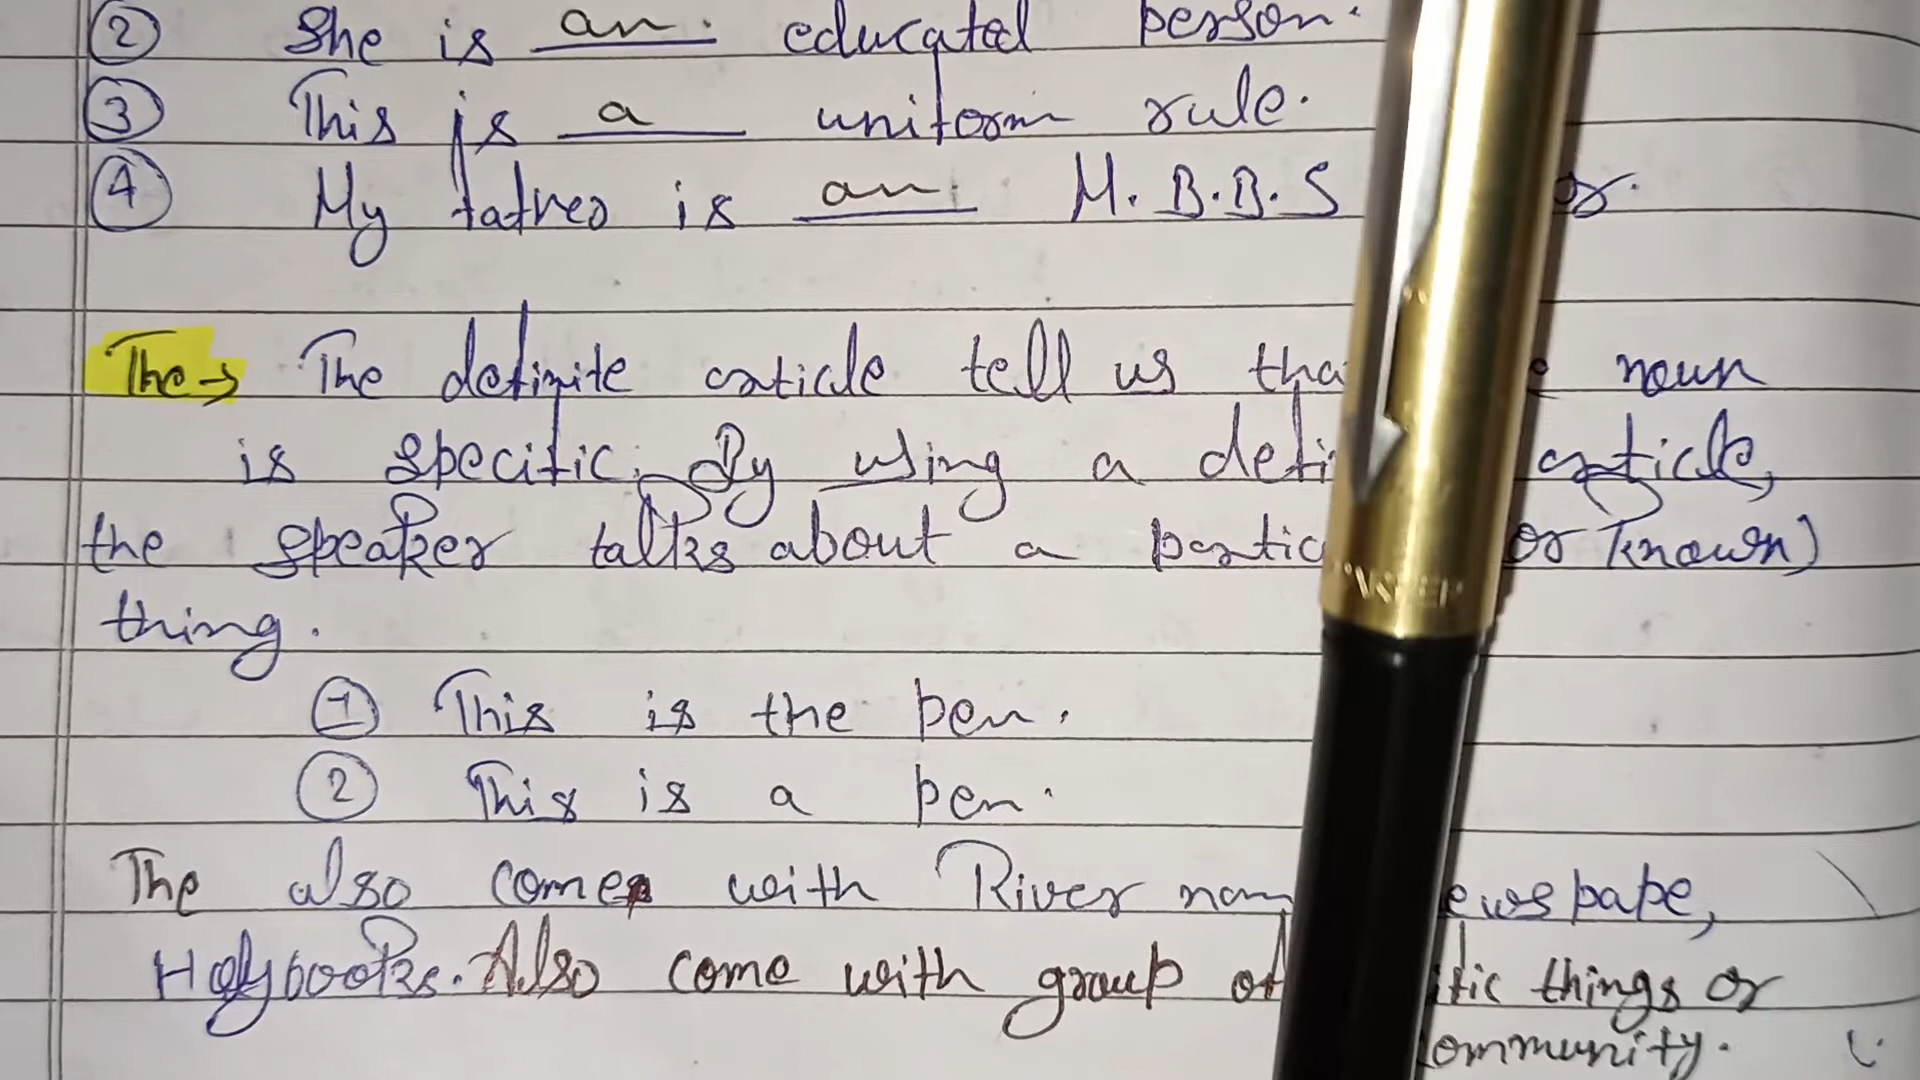 ② She is an educated person.
③ This is a uniform rule.
④ My father is an M.B.B.S
The → The definite article tell us tha noun
is specific. By using a defi article,
the speaker talks about a partic or known)
thing.
① This is the pen.
② This is a pen.
The also comes with River nam ewspape,
Holybooks. Also come with group of ific things or
ommunity.
PARKER